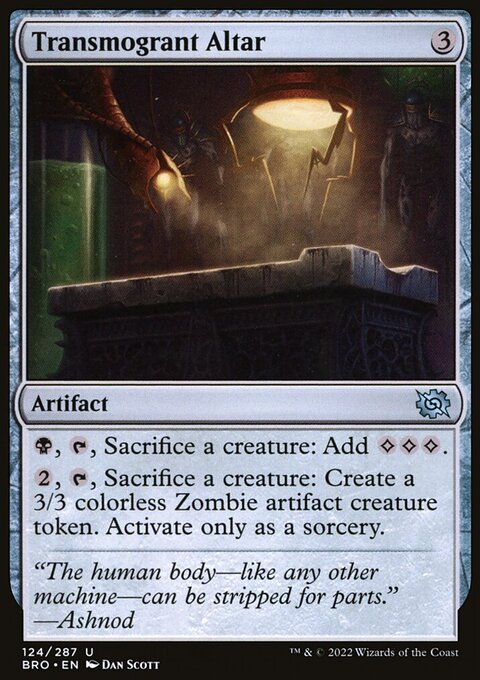 Transmogrant Altar 3
Artifact
, , Sacrifice a creature: Add .
2, , Sacrifice a creature: Create a
3/3 colorless Zombie artifact creature
token. Activate only as a sorcery.
“The human body—like any other
machine—can be stripped for parts.”
—Ashnod
124/287 U
BRO • EN Dan Scott
™ & © 2022 Wizards of the Coast